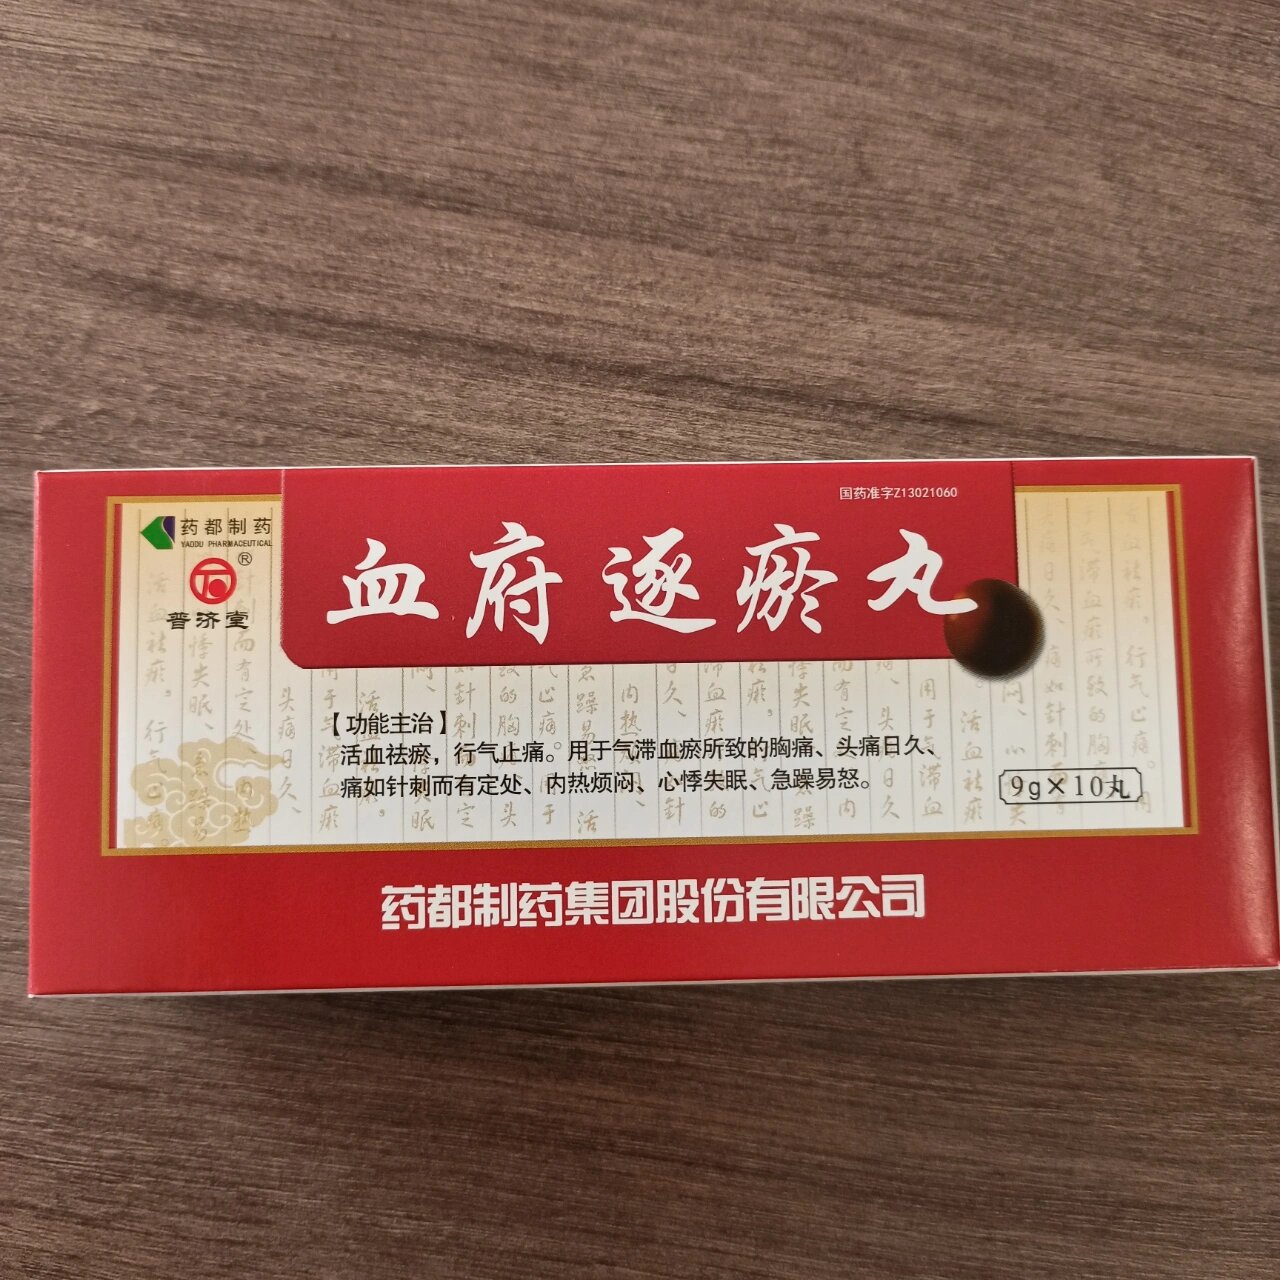 国药准字Z13021060
药都制药
YAODU PHARMACEUTICAL
®
普济堂
血府逐瘀丸
【功能主治】
活血祛瘀，行气止痛。用于气滞血瘀所致的胸痛、头痛日久、
痛如针刺而有定处、内热烦闷、心悸失眠、急躁易怒。
9g×10丸
药都制药集团股份有限公司